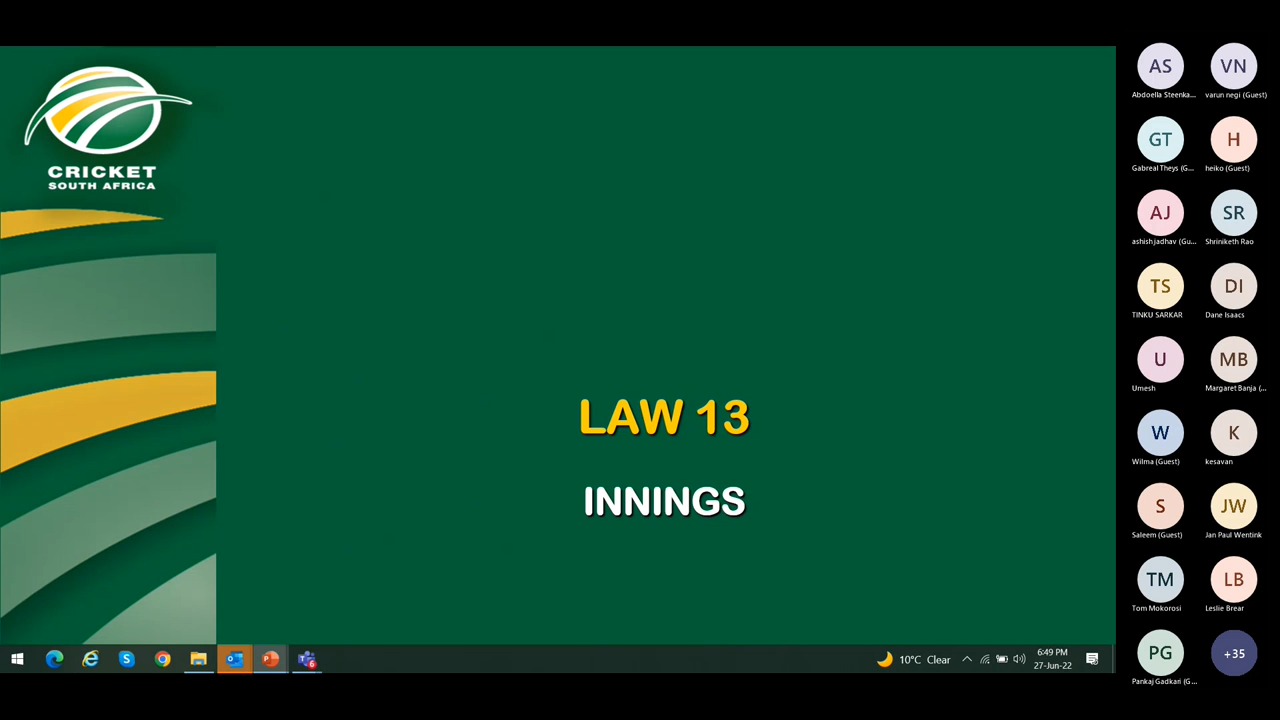 CRICKET
SOUTH AFRICA
LAW 13
INNINGS
AS
Abdoella Steenka...
VN
varun negi (Guest)
GT
Gabreal Theys (G...
H
heiko (Guest)
AJ
ashish jadhav (Gu...
SR
Shriniketh Rao
TS
TINKU SARKAR
DI
Dane Isaacs
U
Umesh
MB
Margaret Banja (...
W
Wilma (Guest)
K
kesavan
S
Saleem (Guest)
JW
Jan Paul Wentink
TM
Tom Mokorosi
LB
Leslie Brear
PG
Pankaj Gadkari (G...
+35
6
10°C Clear
6:49 PM
27-Jun-22